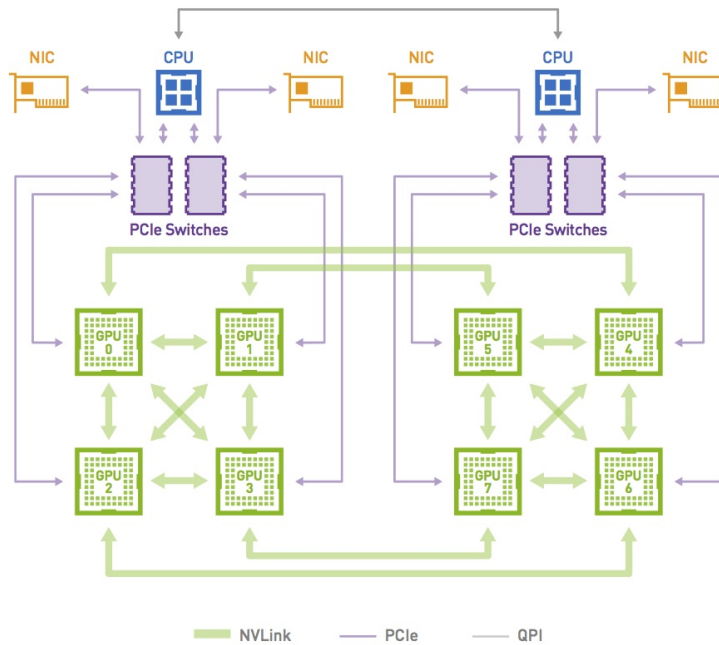 NIC
CPU
NIC
NIC
CPU
NIC
PCIe Switches
PCIe Switches
GPU
0
GPU
1
GPU
5
GPU
4
GPU
2
GPU
3
GPU
7
GPU
6
NVLink
PCIe
QPI